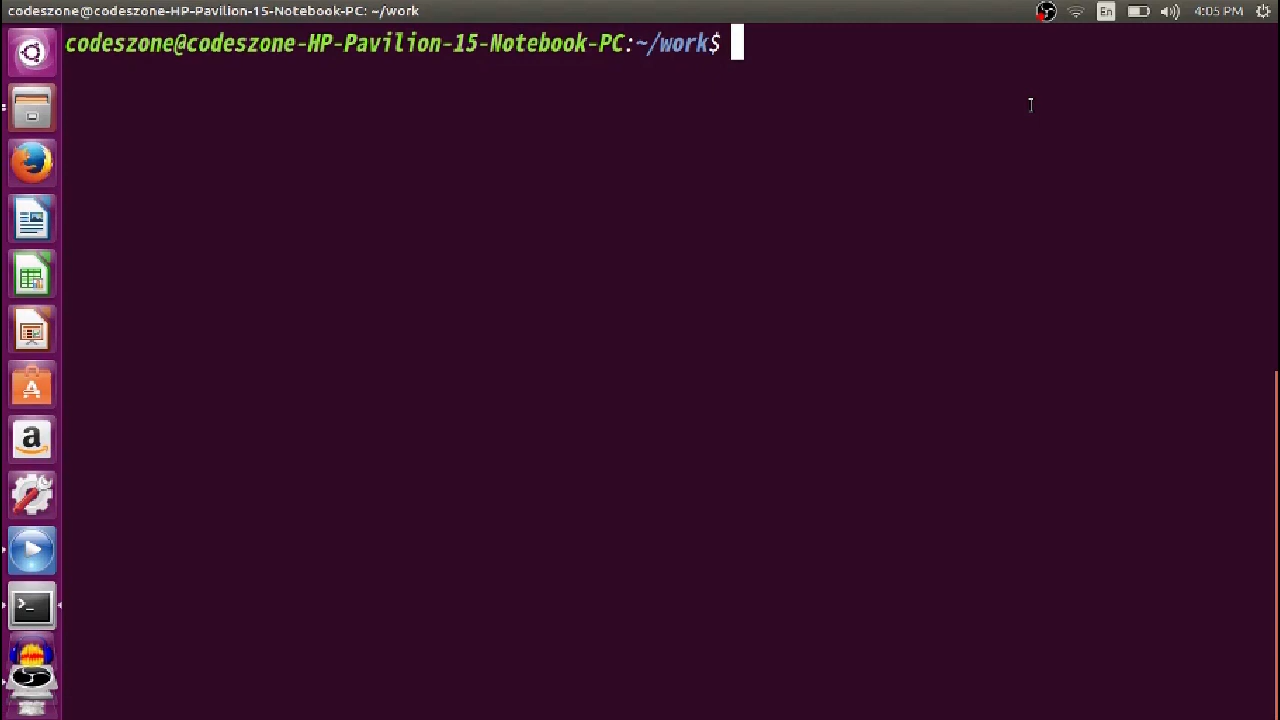 codeszone@codeszone-HP-Pavilion-15-Notebook-PC: ~/work
En
4:05 PM
codeszone@codeszone-HP-Pavilion-15-Notebook-PC:~/work$